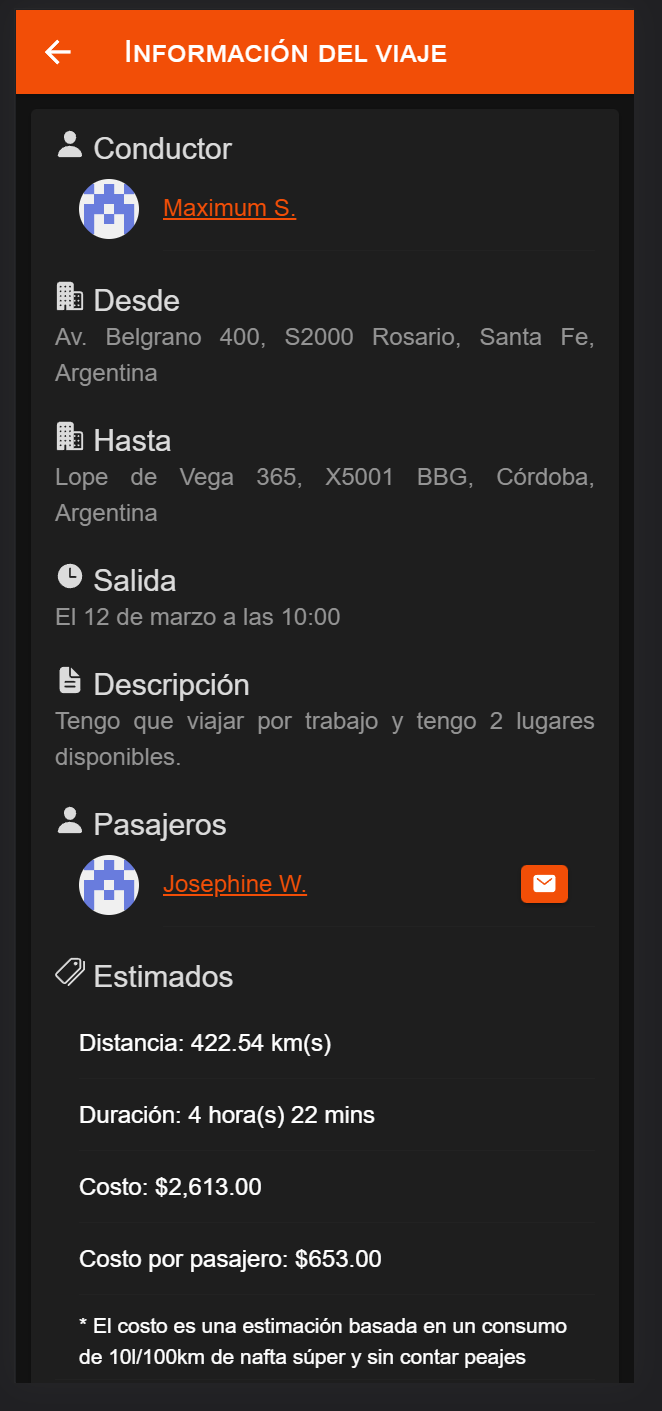 INFORMACIÓN DEL VIAJE
Conductor
Maximum S.
Desde
Av. Belgrano 400, S2000 Rosario, Santa Fe,
Argentina
Hasta
Lope de Vega 365, X5001 BBG, Córdoba,
Argentina
Salida
El 12 de marzo a las 10:00
Descripción
Tengo que viajar por trabajo y tengo 2 lugares
disponibles.
Pasajeros
Josephine W.
Estimados
Distancia: 422.54 km(s)
Duración: 4 hora(s) 22 mins
Costo: $2,613.00
Costo por pasajero: $653.00
* El costo es una estimación basada en un consumo
de 10l/100km de nafta súper y sin contar peajes